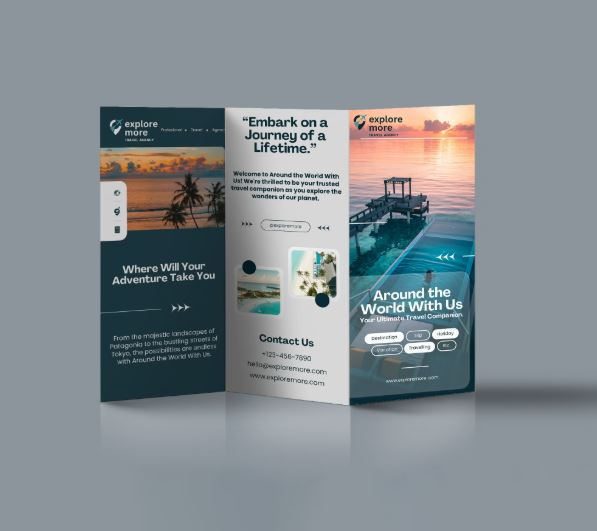 explore
more
TRAVEL AGENCY
Professional • Travel • Agency
Where Will Your
Adventure Take You
From the majestic landscapes of
Patagonia to the bustling streets of
Tokyo, the possibilities are endless
with Around the World With Us.
“Embark on a
Journey of a
Lifetime.”
Welcome to Around the World With
Us! We're thrilled to be your trusted
travel companion as you explore the
wonders of our planet.
@exploremore
Contact Us
+123-456-7890
hello@exploremore.com
www.exploremore.com
explore
more
TRAVEL AGENCY
Around the
World With Us
Your Ultimate Travel Companion.
Destination Trip Holiday
Vacation Travelling Etc
www.exploremore.com